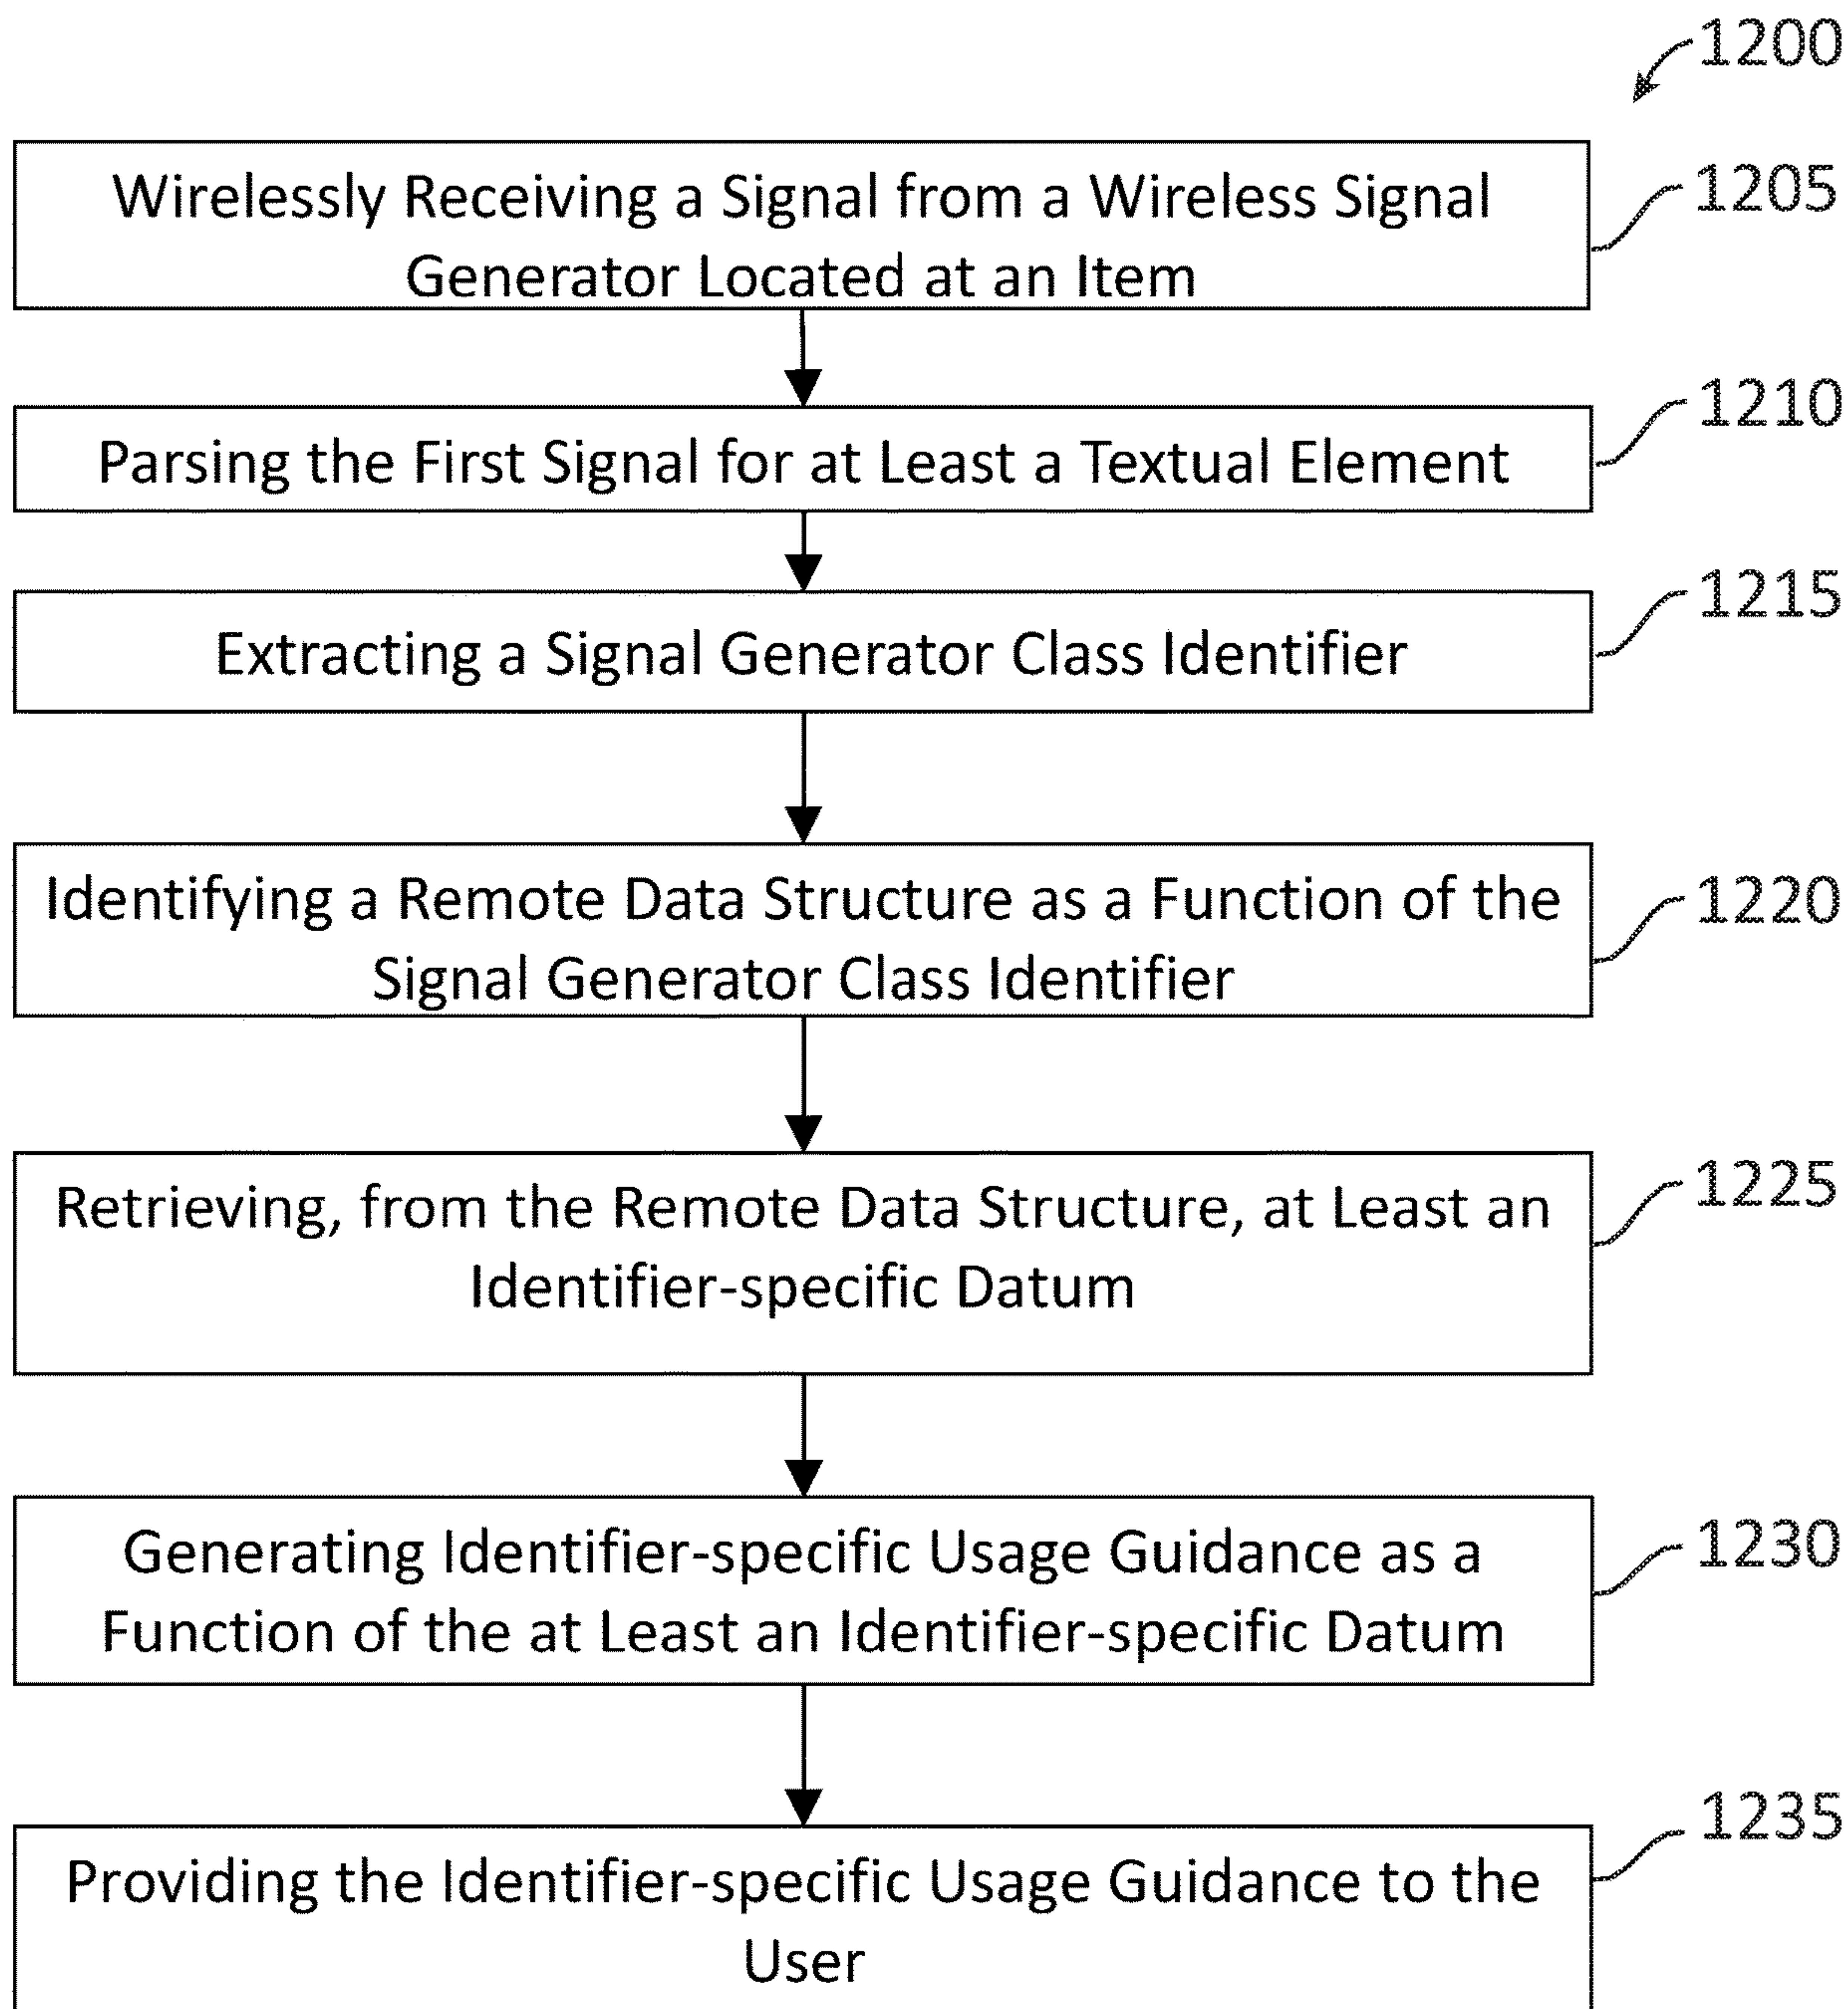 1200
Wirelessly Receiving a Signal from a Wireless Signal
Generator Located at an Item
1205
Parsing the First Signal for at Least a Textual Element
1210
Extracting a Signal Generator Class Identifier
1215
Identifying a Remote Data Structure as a Function of the
Signal Generator Class Identifier
1220
Retrieving, from the Remote Data Structure, at Least an
Identifier-specific Datum
1225
Generating Identifier-specific Usage Guidance as a
Function of the at Least an Identifier-specific Datum
1230
Providing the Identifier-specific Usage Guidance to the
User
1235